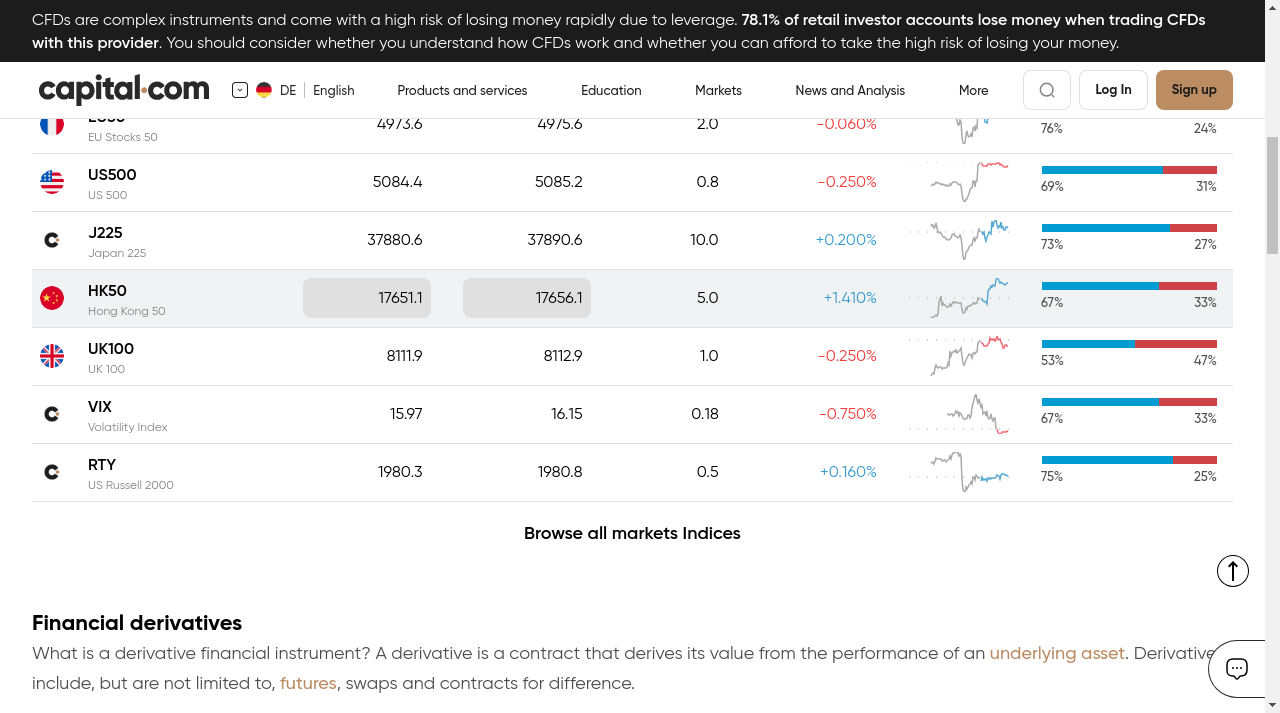 CFDs are complex instruments and come with a high risk of losing money rapidly due to leverage. 78.1% of retail investor accounts lose money when trading CFDs
with this provider. You should consider whether you understand how CFDs work and whether you can afford to take the high risk of losing your money.
capital.com DE English Products and services Education Markets News and Analysis More Log In Sign up
4973.6 4975.6 2.0 -0.060%
EU Stocks 50 76% 24%
US500 5084.4 5085.2 0.8 -0.250%
US 500 69% 31%
J225 37880.6 37890.6 10.0 +0.200%
Japan 225 73% 27%
HK50 17651.1 17656.1 5.0 +1.410%
Hong Kong 50 67% 33%
UK100 8111.9 8112.9 1.0 -0.250%
UK 100 53% 47%
VIX 15.97 16.15 0.18 -0.750%
Volatility Index 67% 33%
RTY 1980.3 1980.8 0.5 +0.160%
US Russell 2000 75% 25%
Browse all markets Indices
Financial derivatives
What is a derivative financial instrument? A derivative is a contract that derives its value from the performance of an underlying asset. Derivative
include, but are not limited to, futures, swaps and contracts for difference.